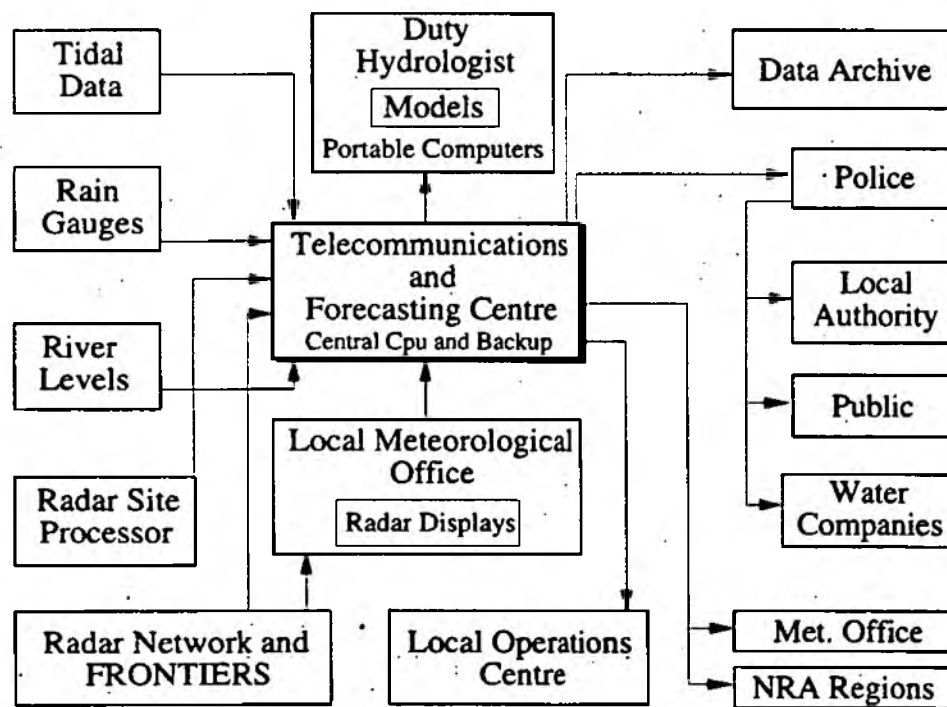 Tidal
Data
Rain
Gauges
River
Levels
Radar Site
Processor
Radar Network and
FRONTIERS
Duty
Hydrologist
Models
Portable Computers
Telecommunications
and
Forecasting Centre
Central Cpu and Backup
Local Meteorological
Office
Radar Displays
Local Operations
Centre
Data Archive
Police
Local
Authority
Public
Water
Companies
Met. Office
NRA Regions